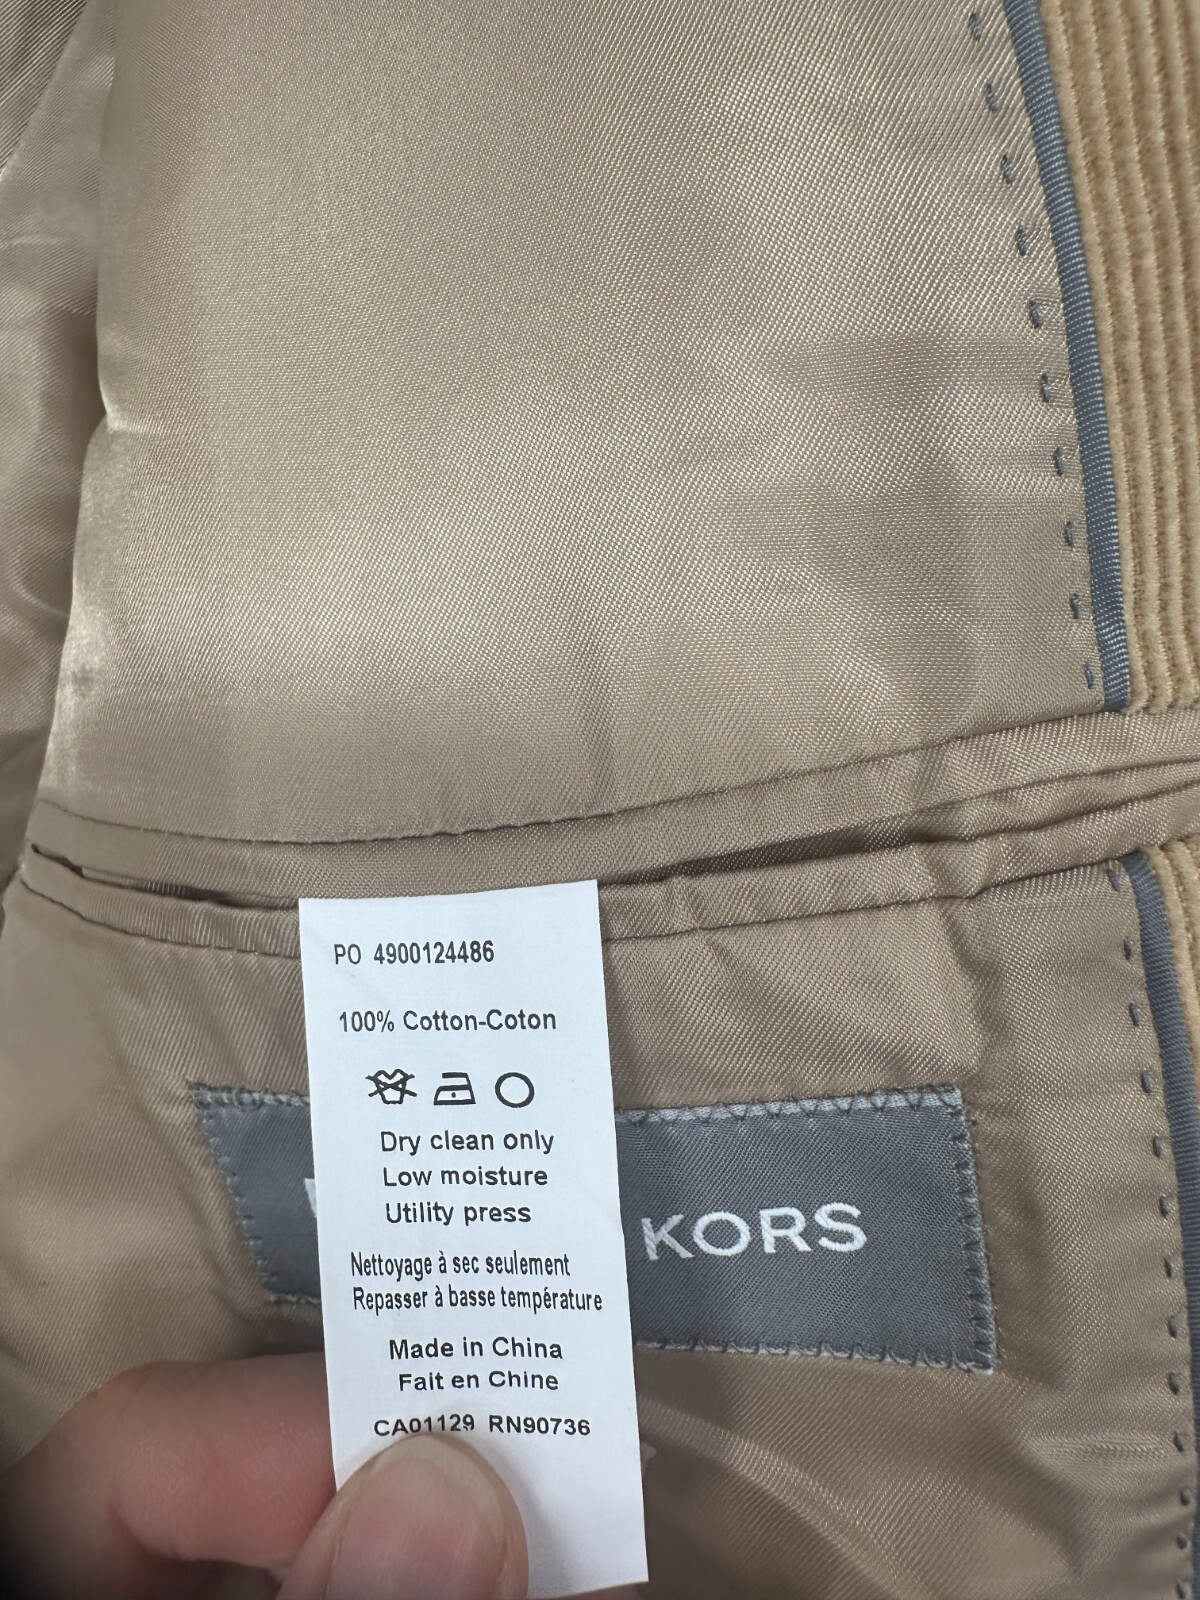 PO 4900124486
100% Cotton-Coton
Dry clean only
Low moisture
Utility press
KORS
Nettoyage à sec seulement
Repasser à basse température
Made in China
Fait en Chine
CA01129 RN90736